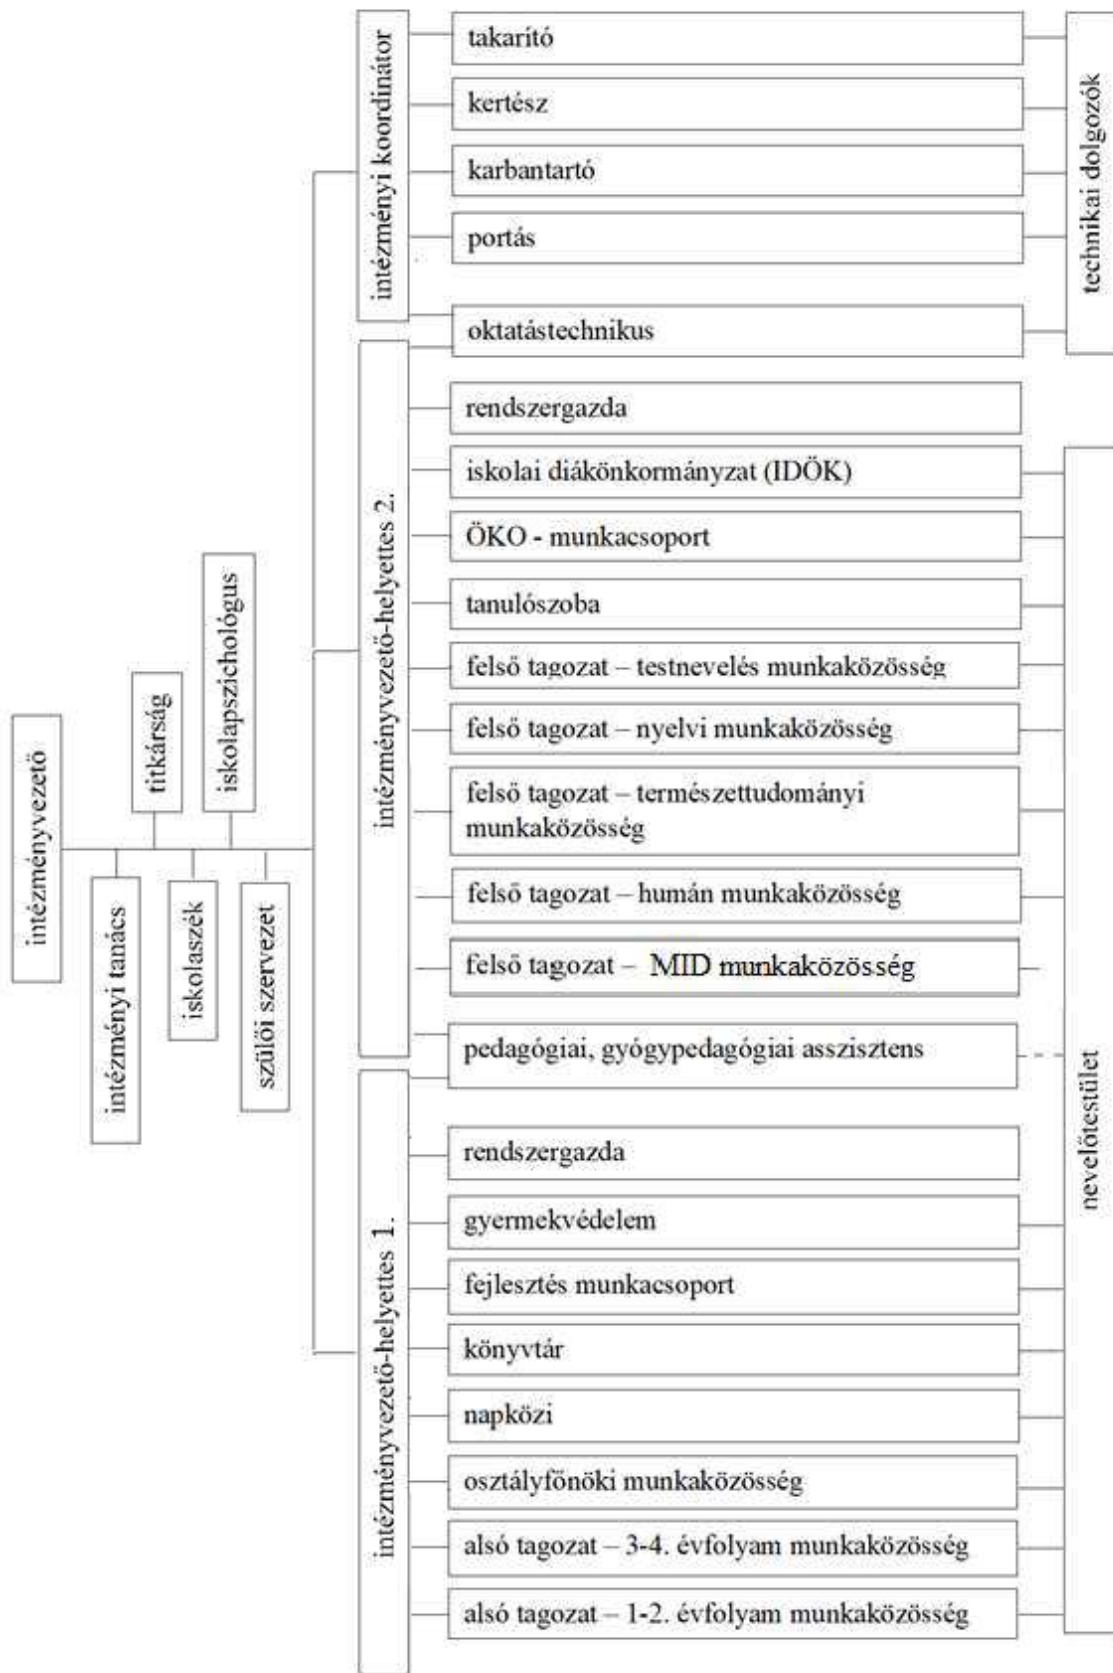 intézményvezető
intézményi tanács
titkárság
iskolaszék
iskolapszichológus
szülői szervezet
intézményi koordinátor
takarító
kertész
karbantartó
portás
oktatástechnikus
technikai dolgozók
intézményvezető-helyettes 2.
rendszergazda
iskolai diákönkormányzat (IDÖK)
ÖKO - munkacsoport
tanulószoba
felső tagozat – testnevelés munkaközösség
felső tagozat – nyelvi munkaközösség
felső tagozat – természettudományi
munkaközösség
felső tagozat – humán munkaközösség
felső tagozat – MID munkaközösség
pedagógiai, gyógypedagógiai asszisztens
intézményvezető-helyettes 1.
rendszergazda
gyermekvédelem
fejlesztés munkacsoport
könyvtár
napközi
osztályfőnöki munkaközösség
alsó tagozat – 3-4. évfolyam munkaközösség
alsó tagozat – 1-2. évfolyam munkaközösség
nevelőtestület